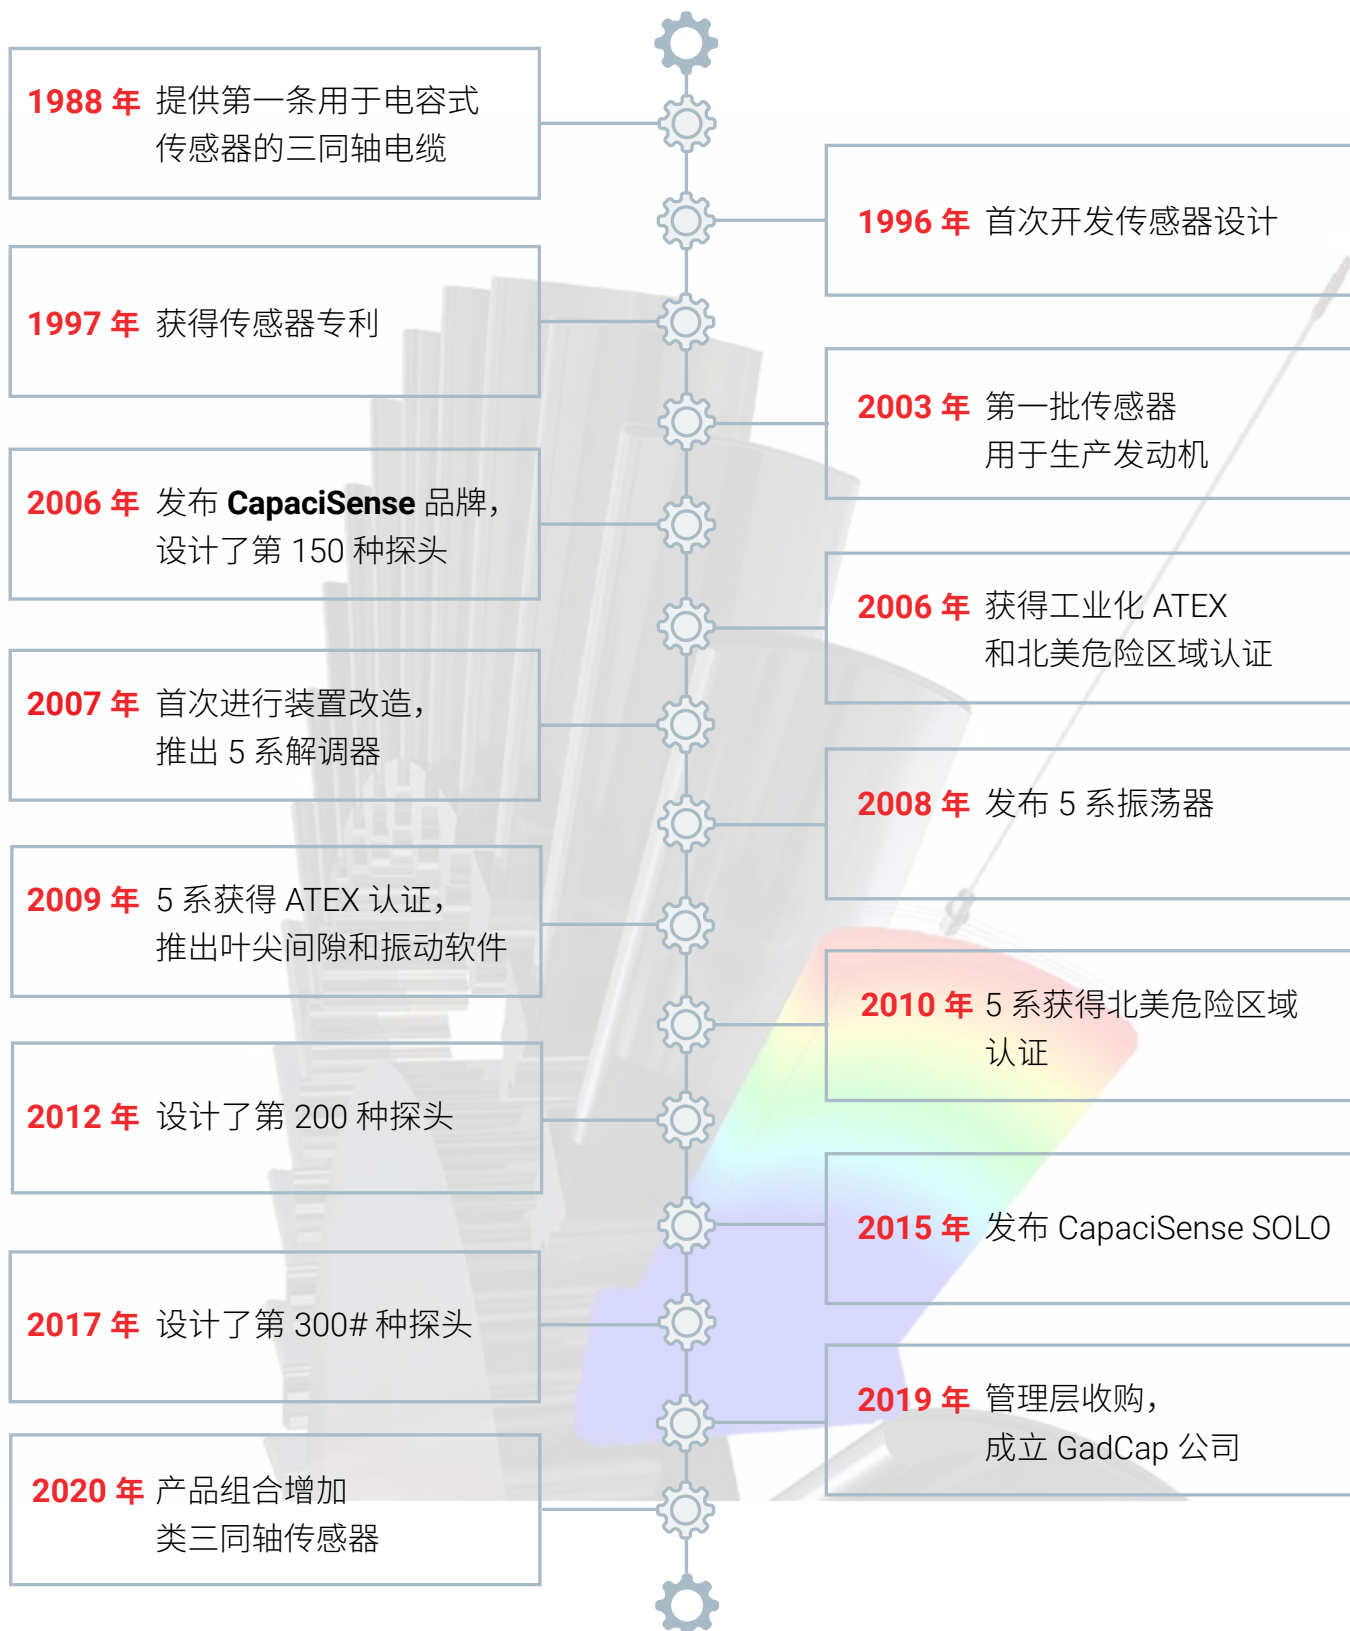 1988 年 提供第一条用于电容式
传感器的三同轴电缆
1996 年 首次开发传感器设计
1997 年 获得传感器专利
2003 年 第一批传感器
用于生产发动机
2006 年 发布 CapaciSense 品牌，
设计了第 150 种探头
2006 年 获得工业化 ATEX
和北美危险区域认证
2007 年 首次进行装置改造，
推出 5 系解调器
2008 年 发布 5 系振荡器
2009 年 5 系获得 ATEX 认证，
推出叶尖间隙和振动软件
2010 年 5 系获得北美危险区域
认证
2012 年 设计了第 200 种探头
2015 年 发布 CapaciSense SOLO
2017 年 设计了第 300# 种探头
2019 年 管理层收购，
成立 GadCap 公司
2020 年 产品组合增加
类三同轴传感器